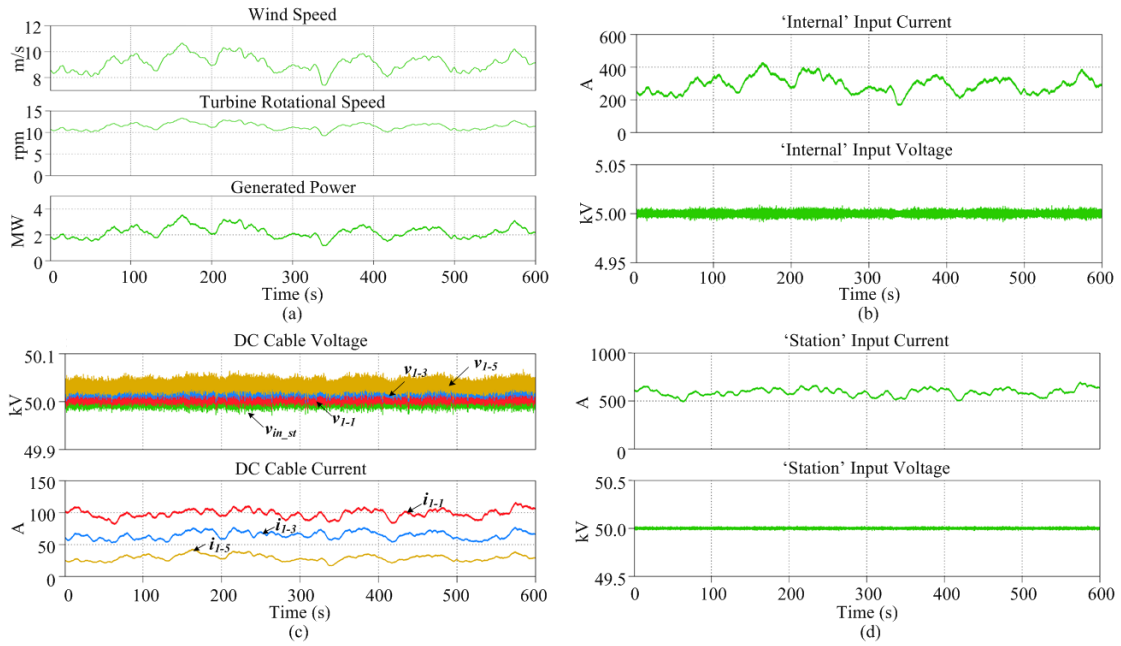 Wind Speed
12
10
8
m/s
Turbine Rotational Speed
15
10
5
0
rpm
Generated Power
4
2
0
MW
0 100 200 300 400 500 600
Time (s)
(a)
'Internal' Input Current
600
400
200
0
A
'Internal' Input Voltage
5.05
5.00
4.95
kV
0 100 200 300 400 500 600
Time (s)
(b)
DC Cable Voltage
50.1
50.0
49.9
kV
v1-3
v1-5
vin_st
v1-1
DC Cable Current
150
100
50
0
A
i1-1
i1-3
i1-5
0 100 200 300 400 500 600
Time (s)
(c)
'Station' Input Current
1000
500
0
A
'Station' Input Voltage
50.5
50.0
49.5
kV
0 100 200 300 400 500 600
Time (s)
(d)